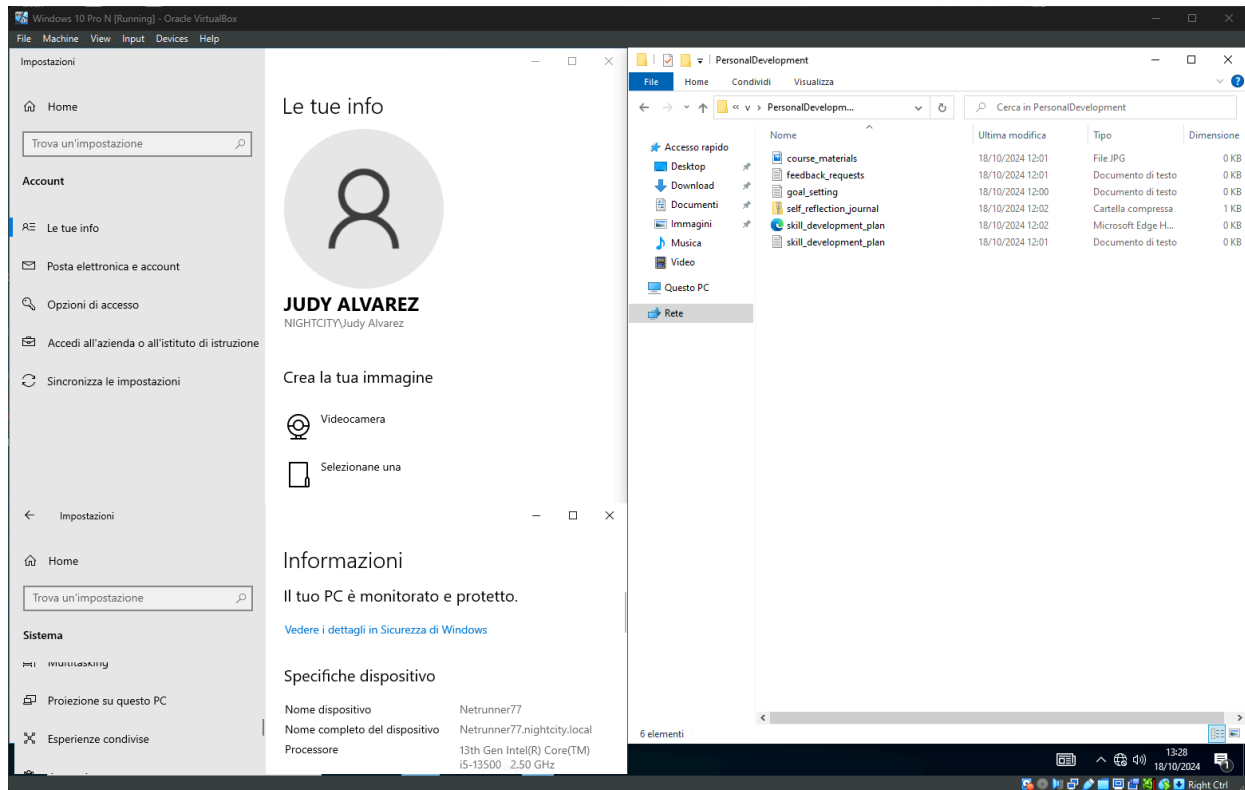 Windows 10 Pro N [Running] - Oracle VirtualBox
File Machine View Input Devices Help
Impostazioni
Home
Trova un'impostazione
Account
Le tue info
Posta elettronica e account
Opzioni di accesso
Accedi all'azienda o all'istituto di istruzione
Sincronizza le impostazioni
Le tue info
JUDY ALVAREZ
NIGHTCITY\Judy Alvarez
Crea la tua immagine
Videocamera
Selezionane una
Impostazioni
Home
Trova un'impostazione
Sistema
Multitasking
Proiezione su questo PC
Esperienze condivise
Informazioni
Il tuo PC è monitorato e protetto.
Vedere i dettagli in Sicurezza di Windows
Specifiche dispositivo
Nome dispositivo Netrunner77
Nome completo del dispositivo Netrunner77.nightcity.local
Processore 13th Gen Intel(R) Core(TM)
i5-13500 2.50 GHz
PersonalDevelopment
File Home Condividi Visualizza
« v › PersonalDevelopm...
Cerca in PersonalDevelopment
Accesso rapido
Desktop
Download
Documenti
Immagini
Musica
Video
Questo PC
Rete
Nome Ultima modifica Tipo Dimensione
course_materials 18/10/2024 12:01 File JPG 0 KB
feedback_requests 18/10/2024 12:01 Documento di testo 0 KB
goal_setting 18/10/2024 12:00 Documento di testo 0 KB
self_reflection_journal 18/10/2024 12:02 Cartella compressa 1 KB
skill_development_plan 18/10/2024 12:02 Microsoft Edge H... 0 KB
skill_development_plan 18/10/2024 12:01 Documento di testo 0 KB
6 elementi
13:28
18/10/2024
1
Right Ctrl